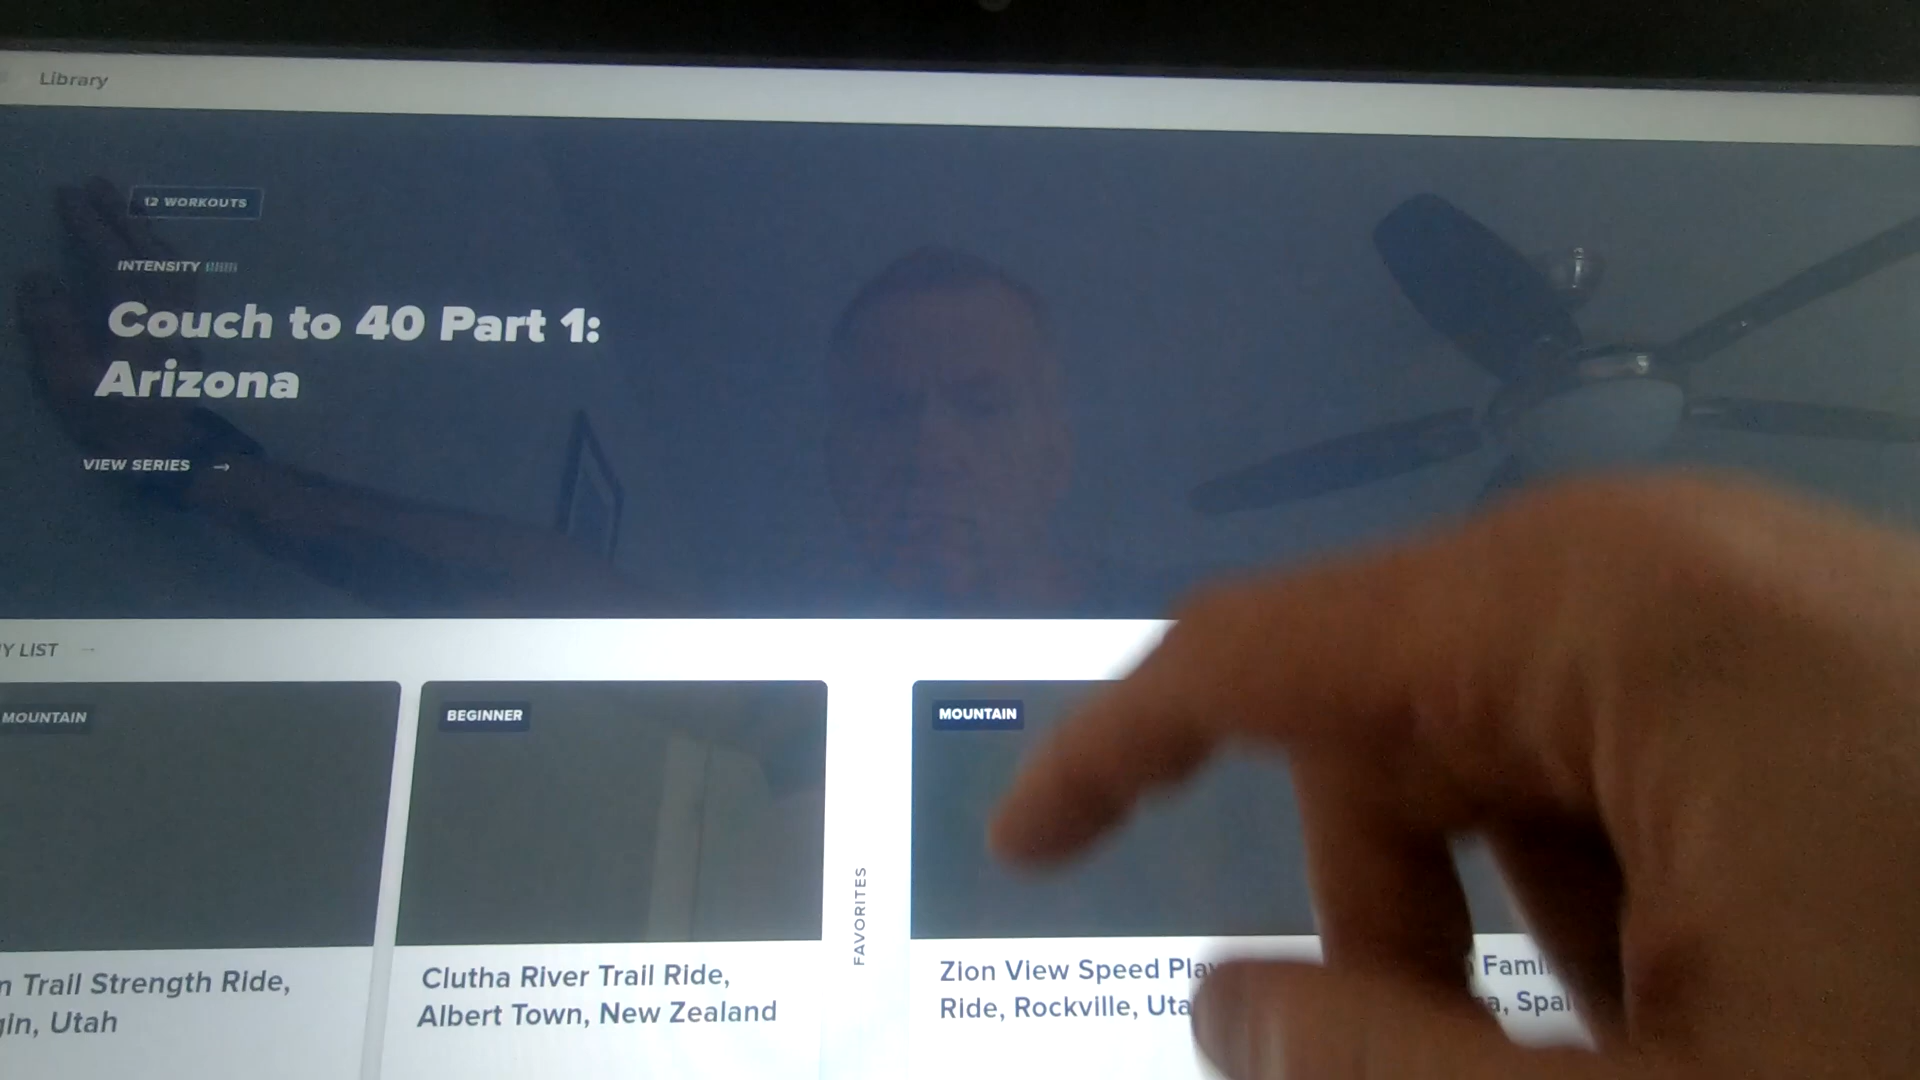 Library
12 WORKOUTS
INTENSITY
Couch to 40 Part 1:
Arizona
VIEW SERIES →
LIST →
MOUNTAIN
Trail Strength Ride,
Utah
BEGINNER
Clutha River Trail Ride,
Albert Town, New Zealand
FAVORITES
MOUNTAIN
Zion View Speed
Ride, Rockville,